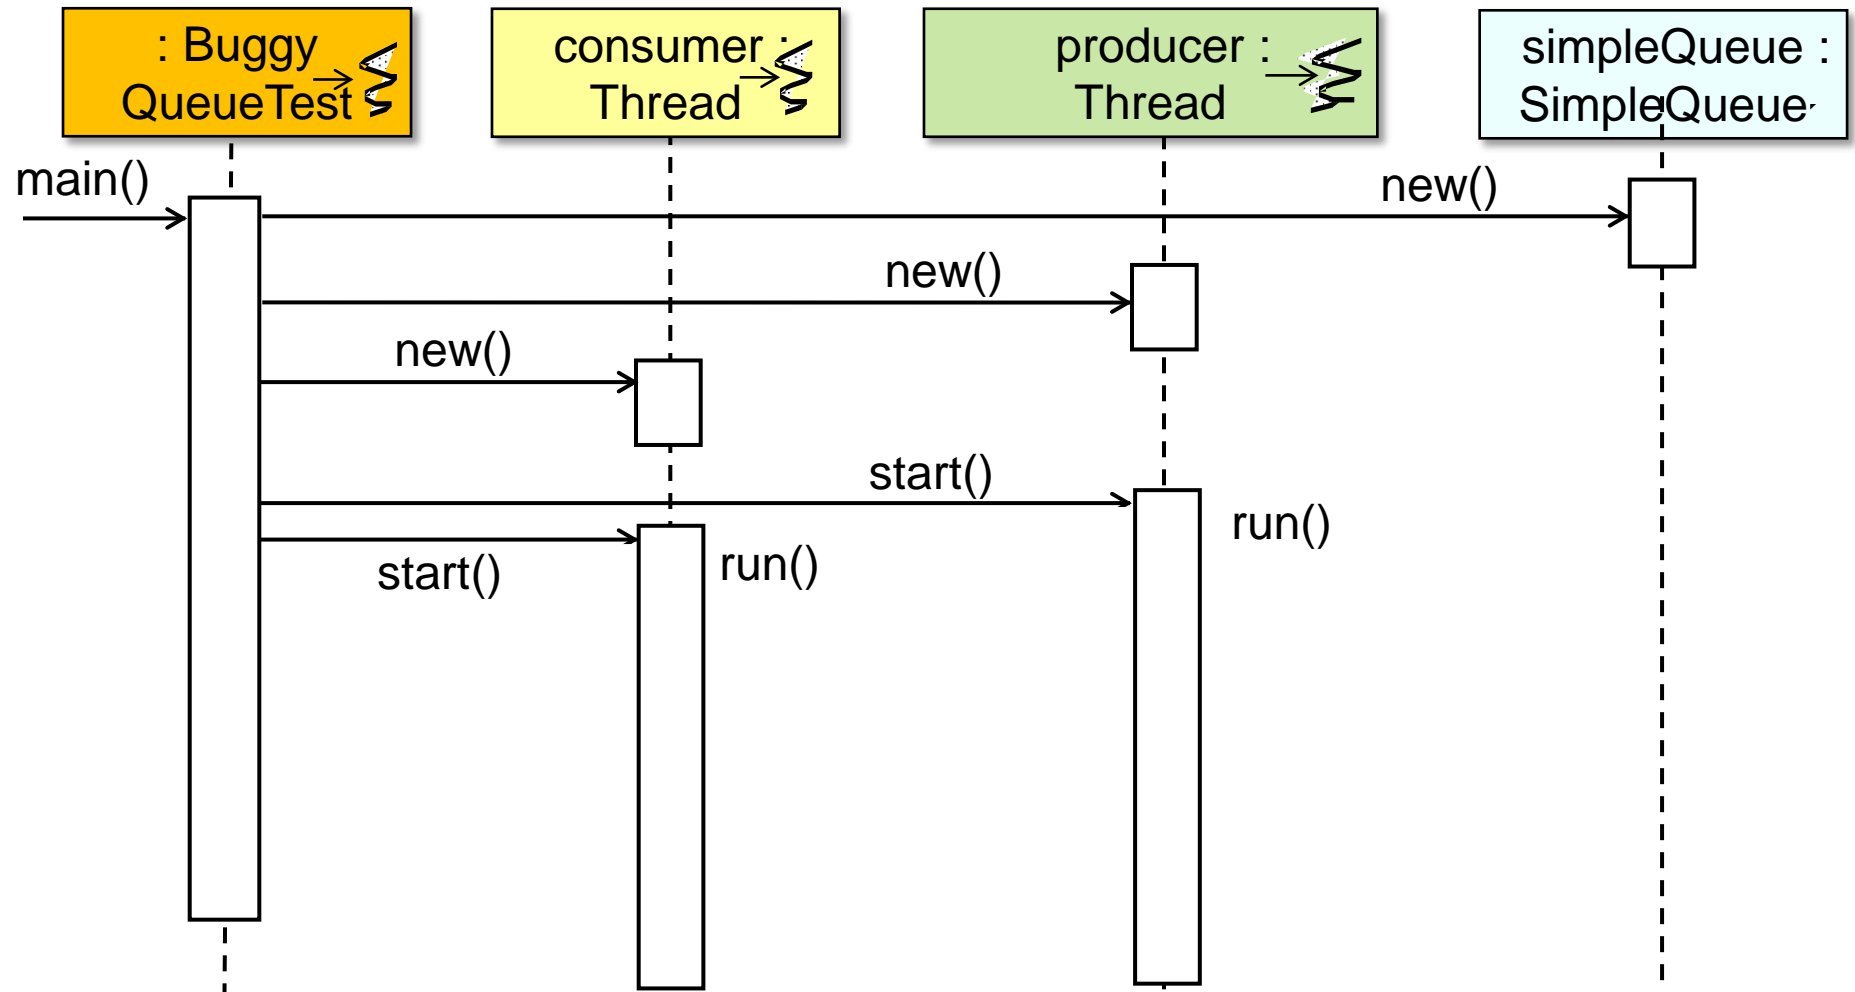 : Buggy
QueueTest
consumer :
Thread
producer :
Thread
simpleQueue :
SimpleQueue
main()
new()
new()
new()
start()
run()
start()
run()